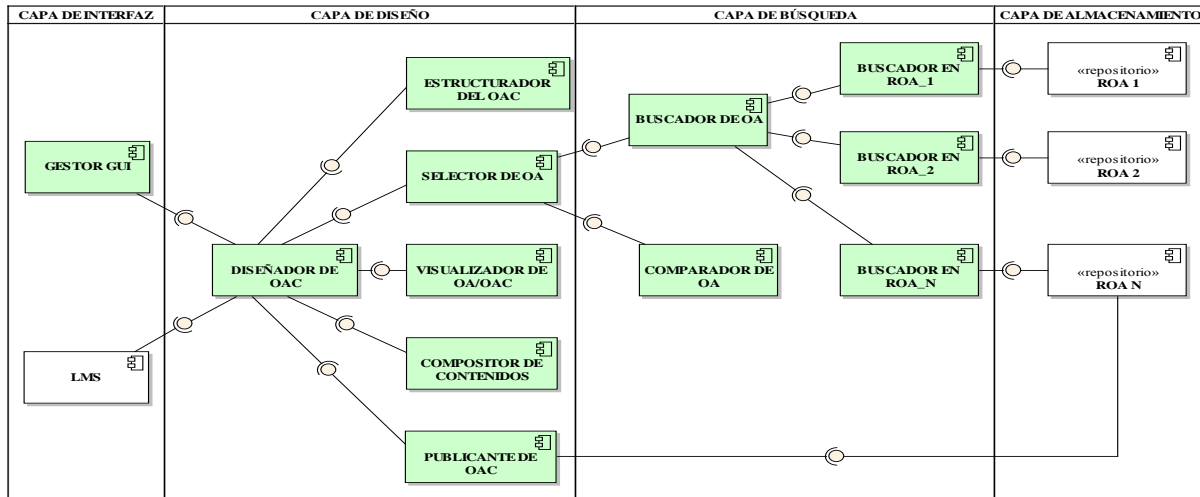 CAPA DE INTERFAZ
CAPA DE DISEÑO
CAPA DE BÚSQUEDA
CAPA DE ALMACENAMIENTO
GESTOR GUI
LMS
DISEÑADOR DE
OAC
ESTRUCTURADOR
DEL OAC
SELECTOR DE OA
VISUALIZADOR DE
OA/OAC
COMPOSITOR DE
CONTENIDOS
PUBLICANTE DE
OAC
BUSCADOR DE OA
COMPARADOR DE
OA
BUSCADOR EN
ROA_1
BUSCADOR EN
ROA_2
BUSCADOR EN
ROA_N
«repositorio»
ROA 1
«repositorio»
ROA 2
«repositorio»
ROA N